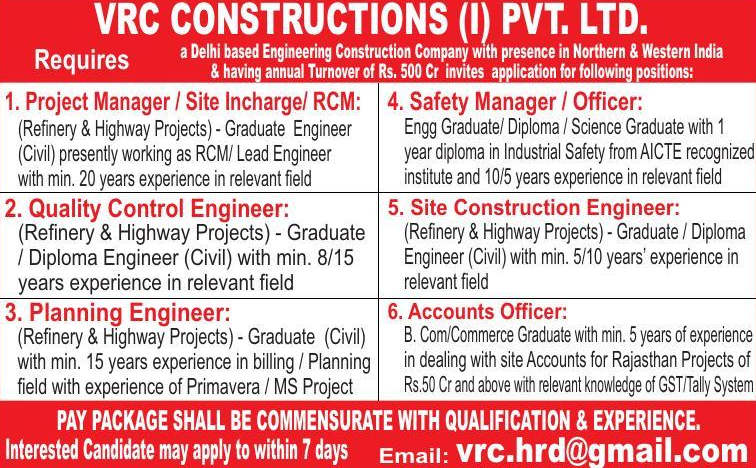 VRC CONSTRUCTIONS (I) PVT. LTD.
Requires
a Delhi based Engineering Construction Company with presence in Northern & Western India
& having annual Turnover of Rs. 500 Cr invites application for following positions:
1. Project Manager / Site Incharge/ RCM:
(Refinery & Highway Projects) - Graduate Engineer
(Civil) presently working as RCM/ Lead Engineer
with min. 20 years experience in relevant field
2. Quality Control Engineer:
(Refinery & Highway Projects) - Graduate
/ Diploma Engineer (Civil) with min. 8/15
years experience in relevant field
3. Planning Engineer:
(Refinery & Highway Projects) - Graduate (Civil)
with min. 15 years experience in billing / Planning
field with experience of Primavera / MS Project
4. Safety Manager / Officer:
Engg Graduate/ Diploma / Science Graduate with 1
year diploma in Industrial Safety from AICTE recognized
institute and 10/5 years experience in relevant field
5. Site Construction Engineer:
(Refinery & Highway Projects) - Graduate / Diploma
Engineer (Civil) with min. 5/10 years' experience in
relevant field
6. Accounts Officer:
B. Com/Commerce Graduate with min. 5 years of experience
in dealing with site Accounts for Rajasthan Projects of
Rs.50 Cr and above with relevant knowledge of GST/Tally System
PAY PACKAGE SHALL BE COMMENSURATE WITH QUALIFICATION & EXPERIENCE.
Interested Candidate may apply to within 7 days Email: vrc.hrd@gmail.com